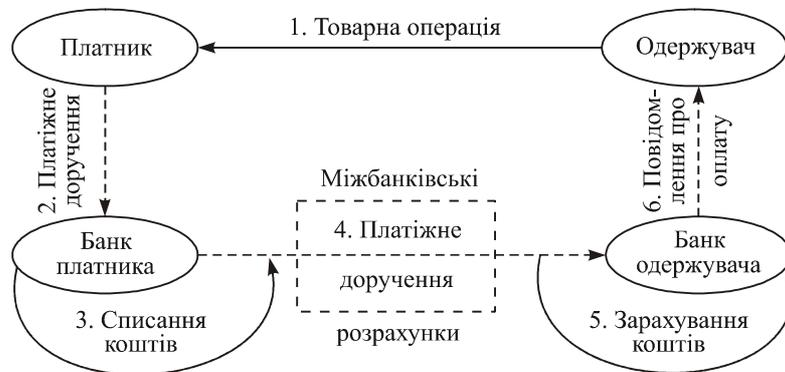 1. Товарна операція
Платник
Одержувач
2. Платіжне
доручення
6. Повідом-
лення про
оплату
Міжбанківські
4. Платіжне
доручення
розрахунки
Банк
платника
Банк
одержувача
3. Списання
коштів
5. Зарахування
коштів